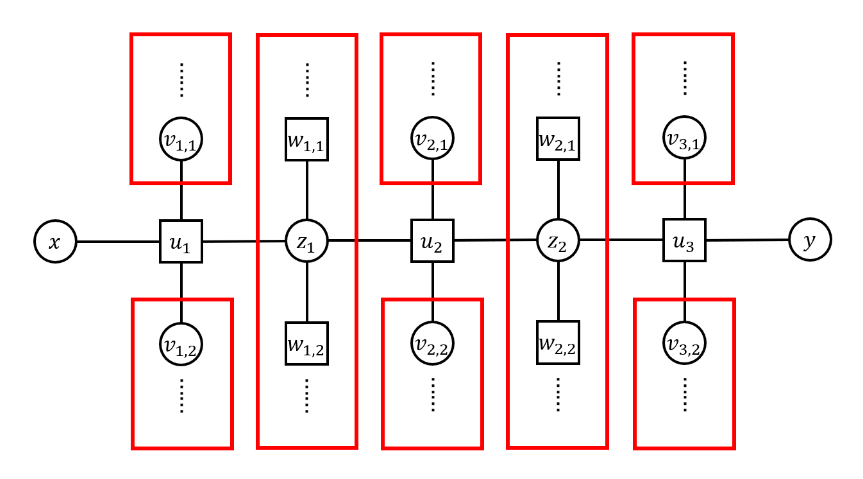 v1,1 w1,1 v2,1 w2,1 v3,1
x u1 z1 u2 z2 u3 y
v1,2 w1,2 v2,2 w2,2 v3,2